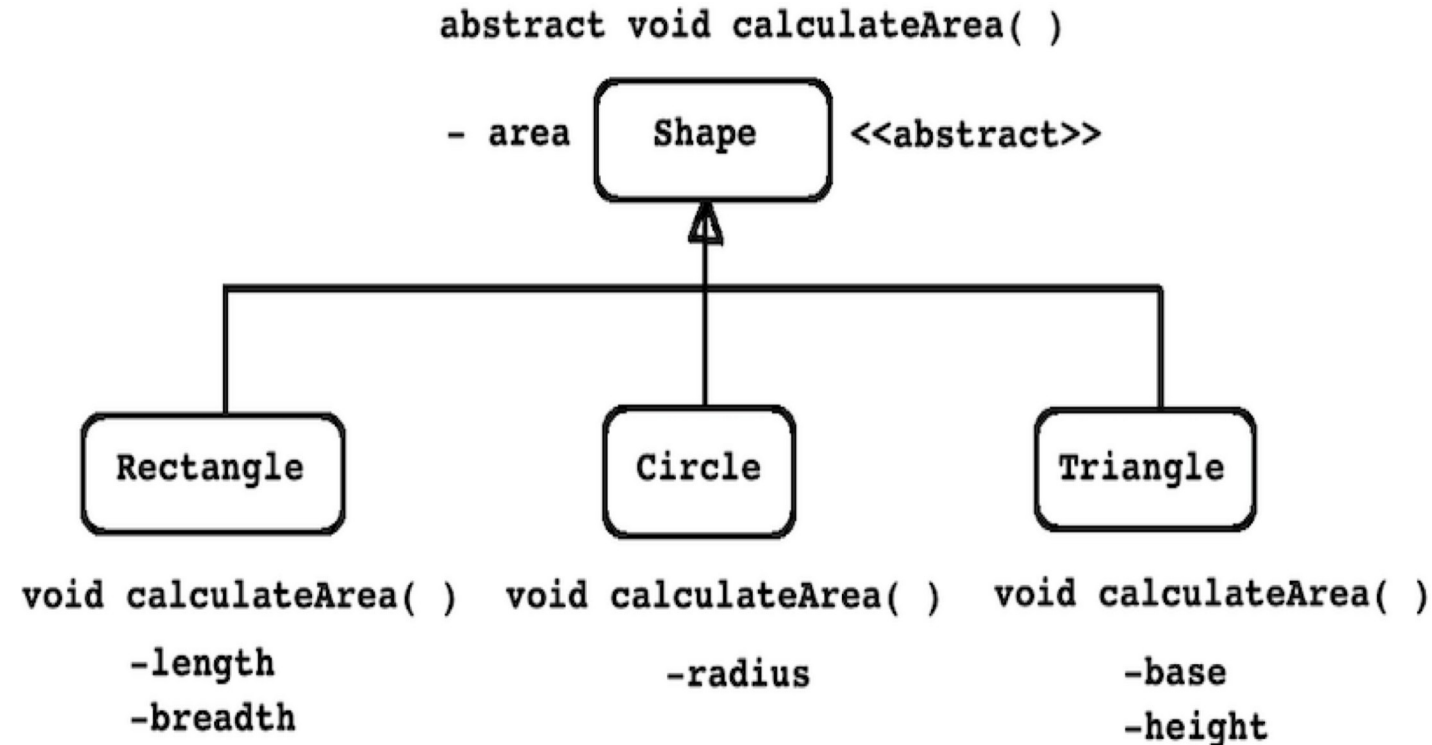 abstract void calculateArea( )
- area Shape <<abstract>>
Rectangle Circle Triangle
void calculateArea( ) void calculateArea( ) void calculateArea( )
-length -radius -base
-breadth -height